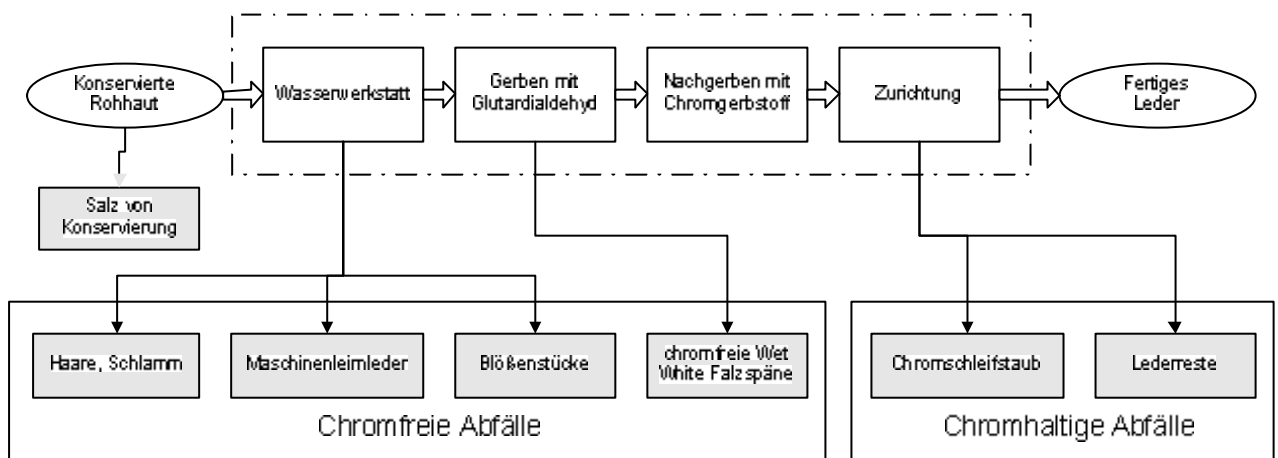 Konservierte
Rohhaut
Wasserwerkstatt
Gerben mit
Glutardialdehyd
Nachgerben mit
Chromgerbstoff
Zurichtung
Fertiges
Leder
Salz von
Konservierung
Haare, Schlamm
Maschinenleimleder
Blößenstücke
chromfreie Wet
White Falzspäne
Chromschleifstaub
Lederreste
Chromfreie Abfälle
Chromhaltige Abfälle